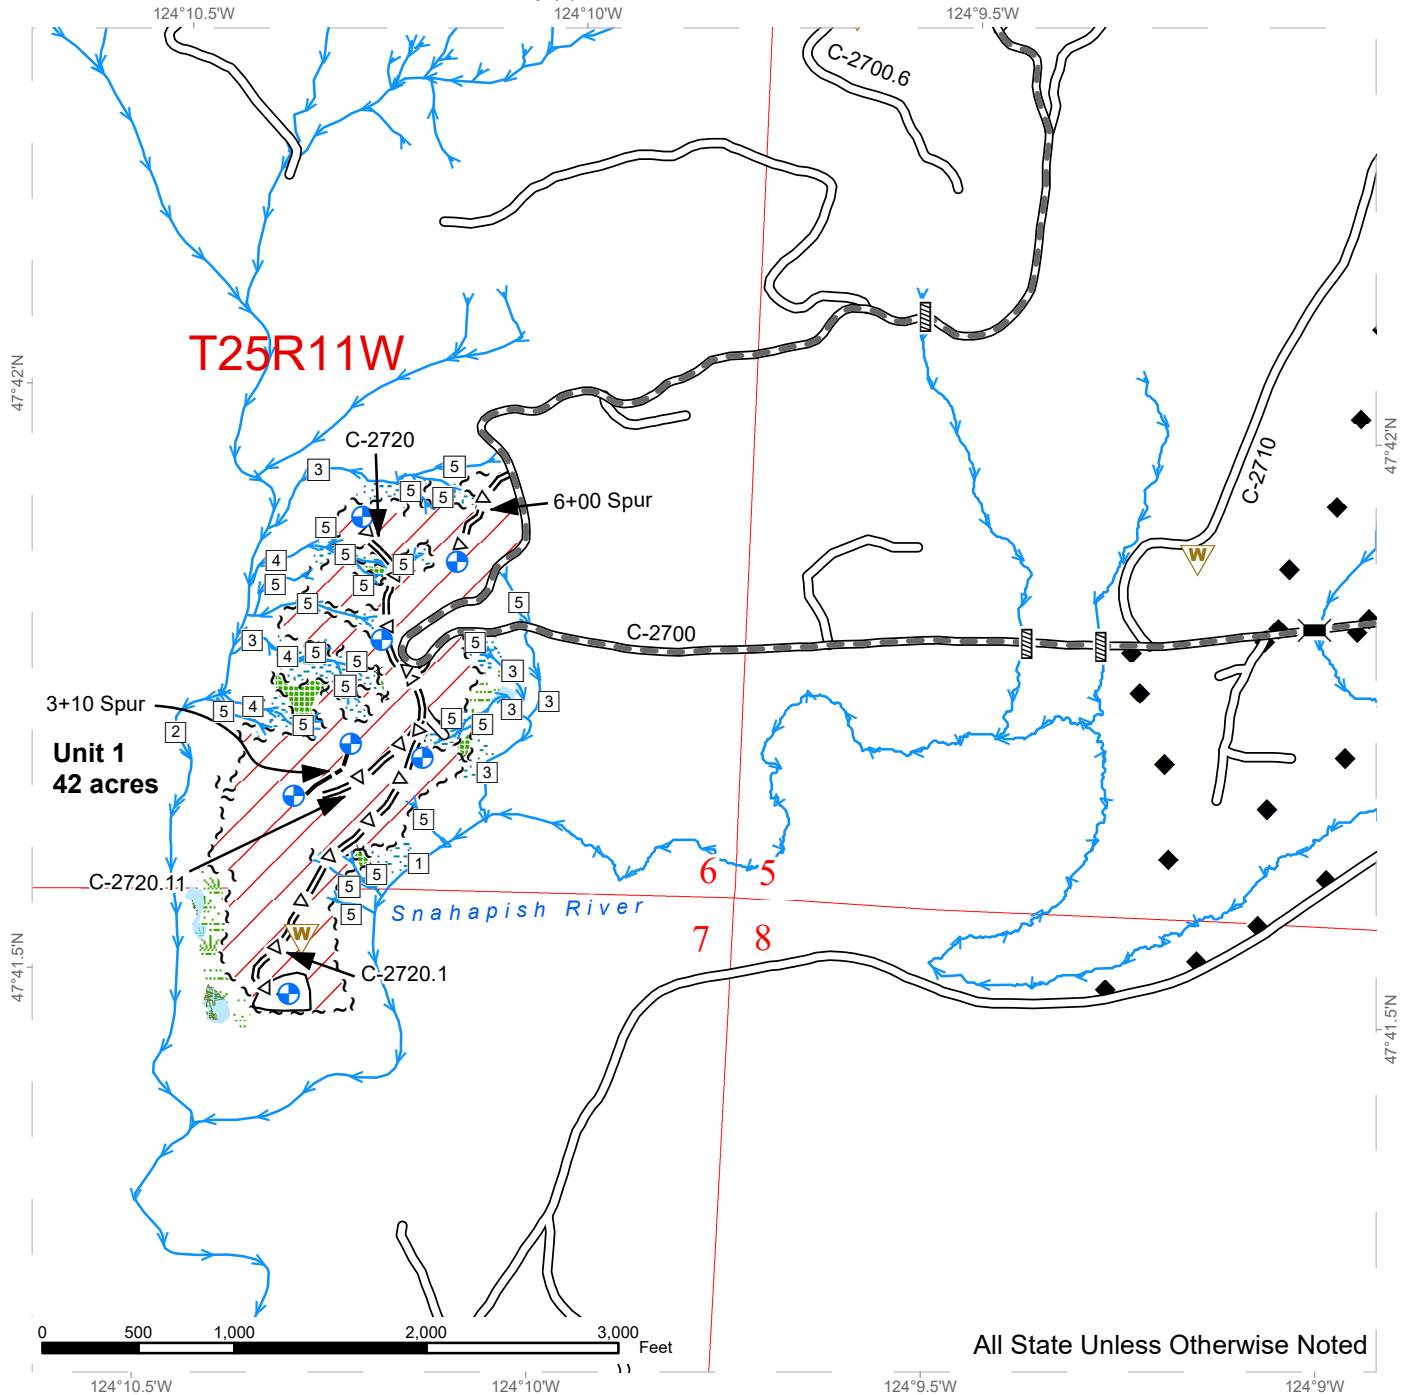 124°10.5'W
124°10'W
124°9.5'W
C-2700.6
T25R11W
47°42'N
47°42'N
C-2720
C-2710
3
5
5
5
6+00 Spur
5
4
5
5
5
5
5
5
C-2700
3
5
4
5
5
3
5
3+10 Spur
5
4
3
3
5
5
5
2
Unit 1
42 acres
3
5
1
C-2720.11
5
5
6 5
5
Snahapish River
W
W
7 8
C-2720.1
47°41.5'N
47°41.5'N
0 500 1,000 2,000 3,000
Feet
All State Unless Otherwise Noted
124°10.5'W
124°10'W
124°9.5'W
124°9'W